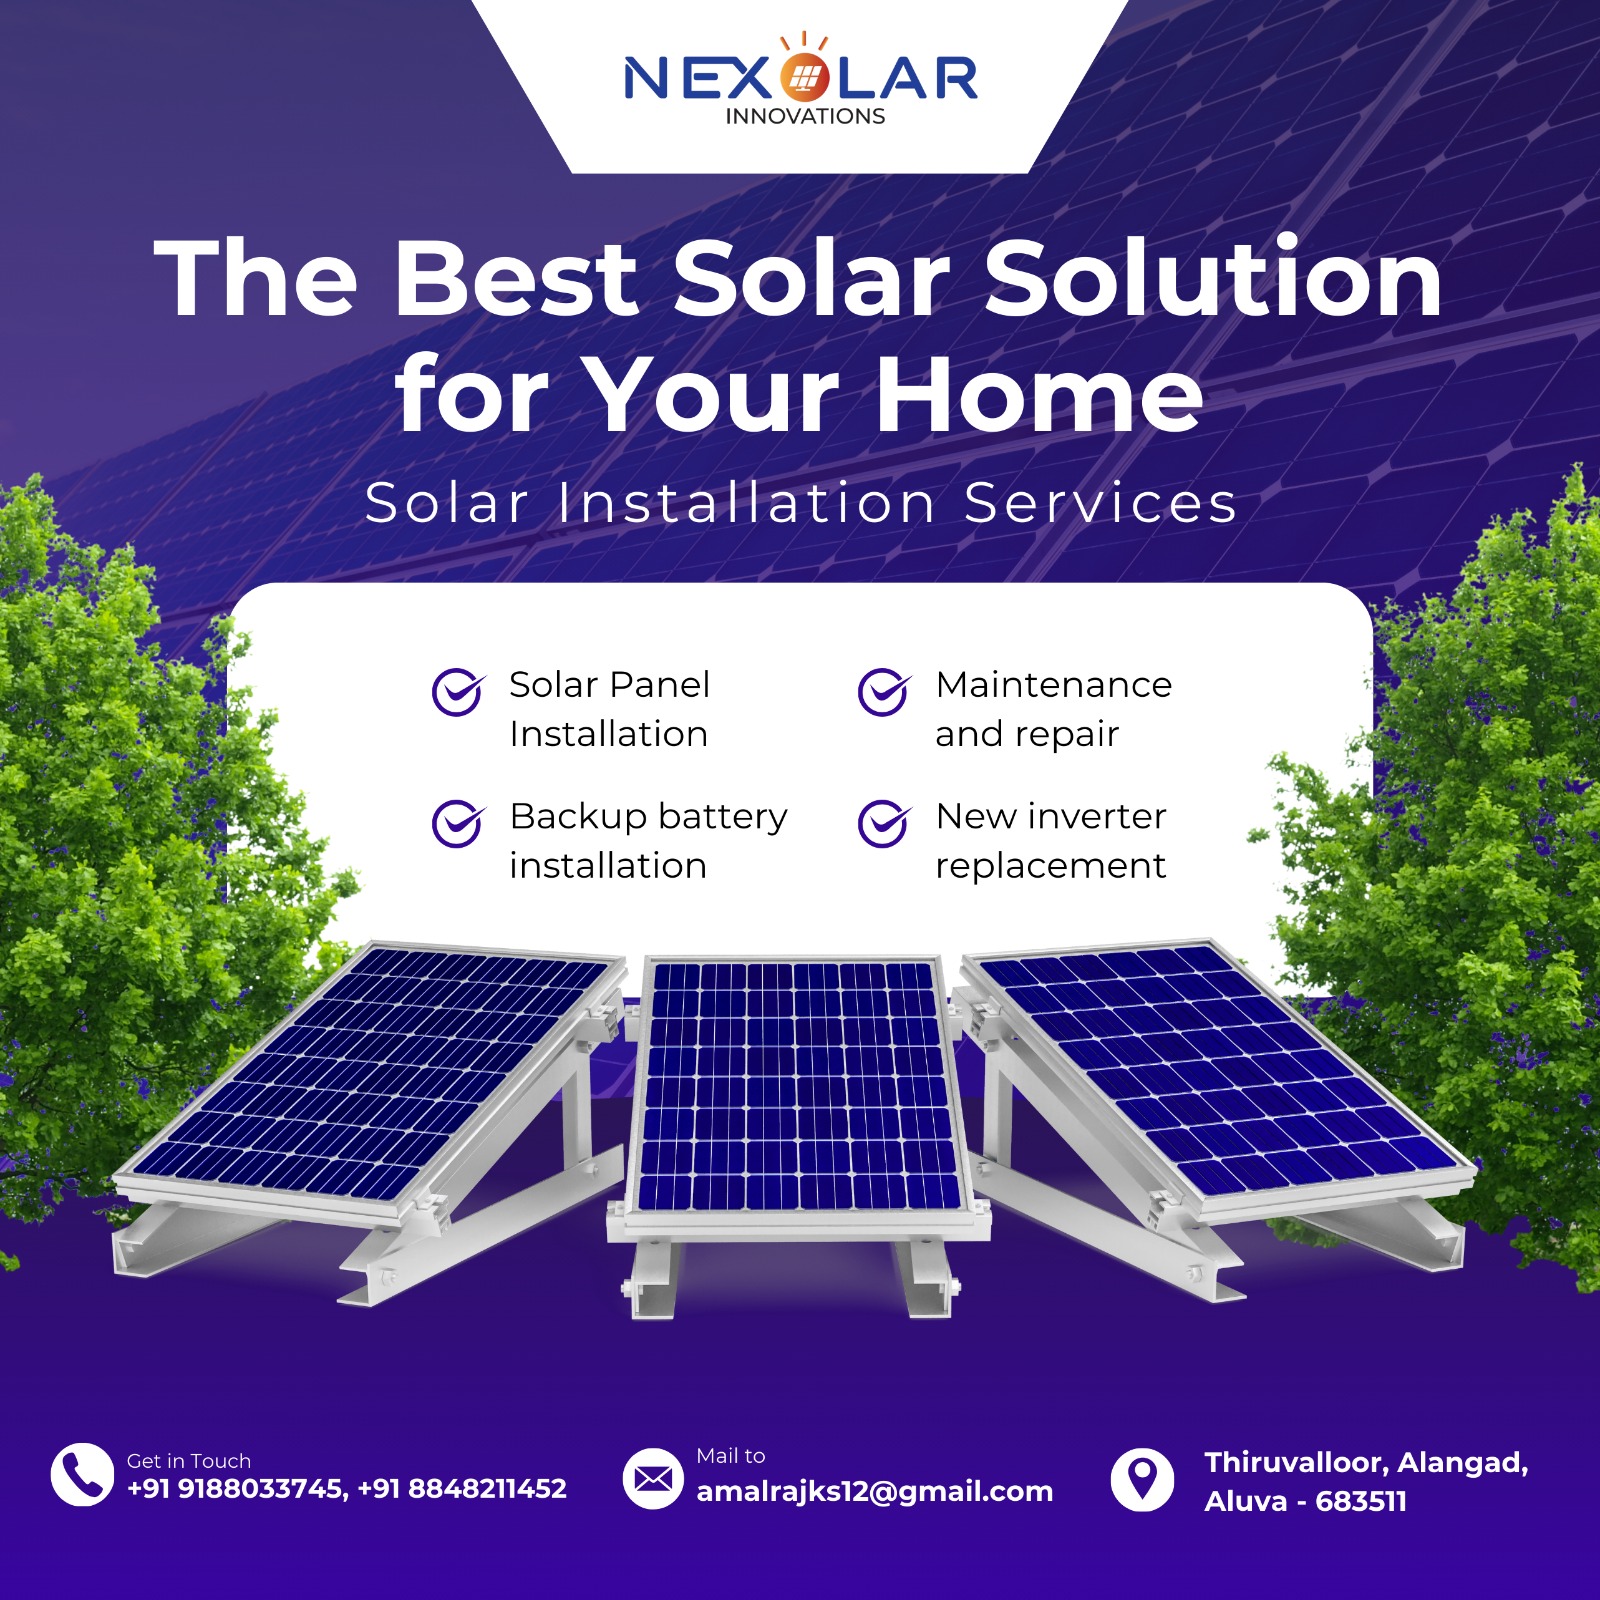 NEXOLAR
INNOVATIONS
The Best Solar Solution
for Your Home
Solar Installation Services
Solar Panel
Installation
Maintenance
and repair
Backup battery
installation
New inverter
replacement
Get in Touch
+91 9188033745, +91 8848211452
Mail to
amalrajks12@gmail.com
Thiruvalloor, Alangad,
Aluva - 683511